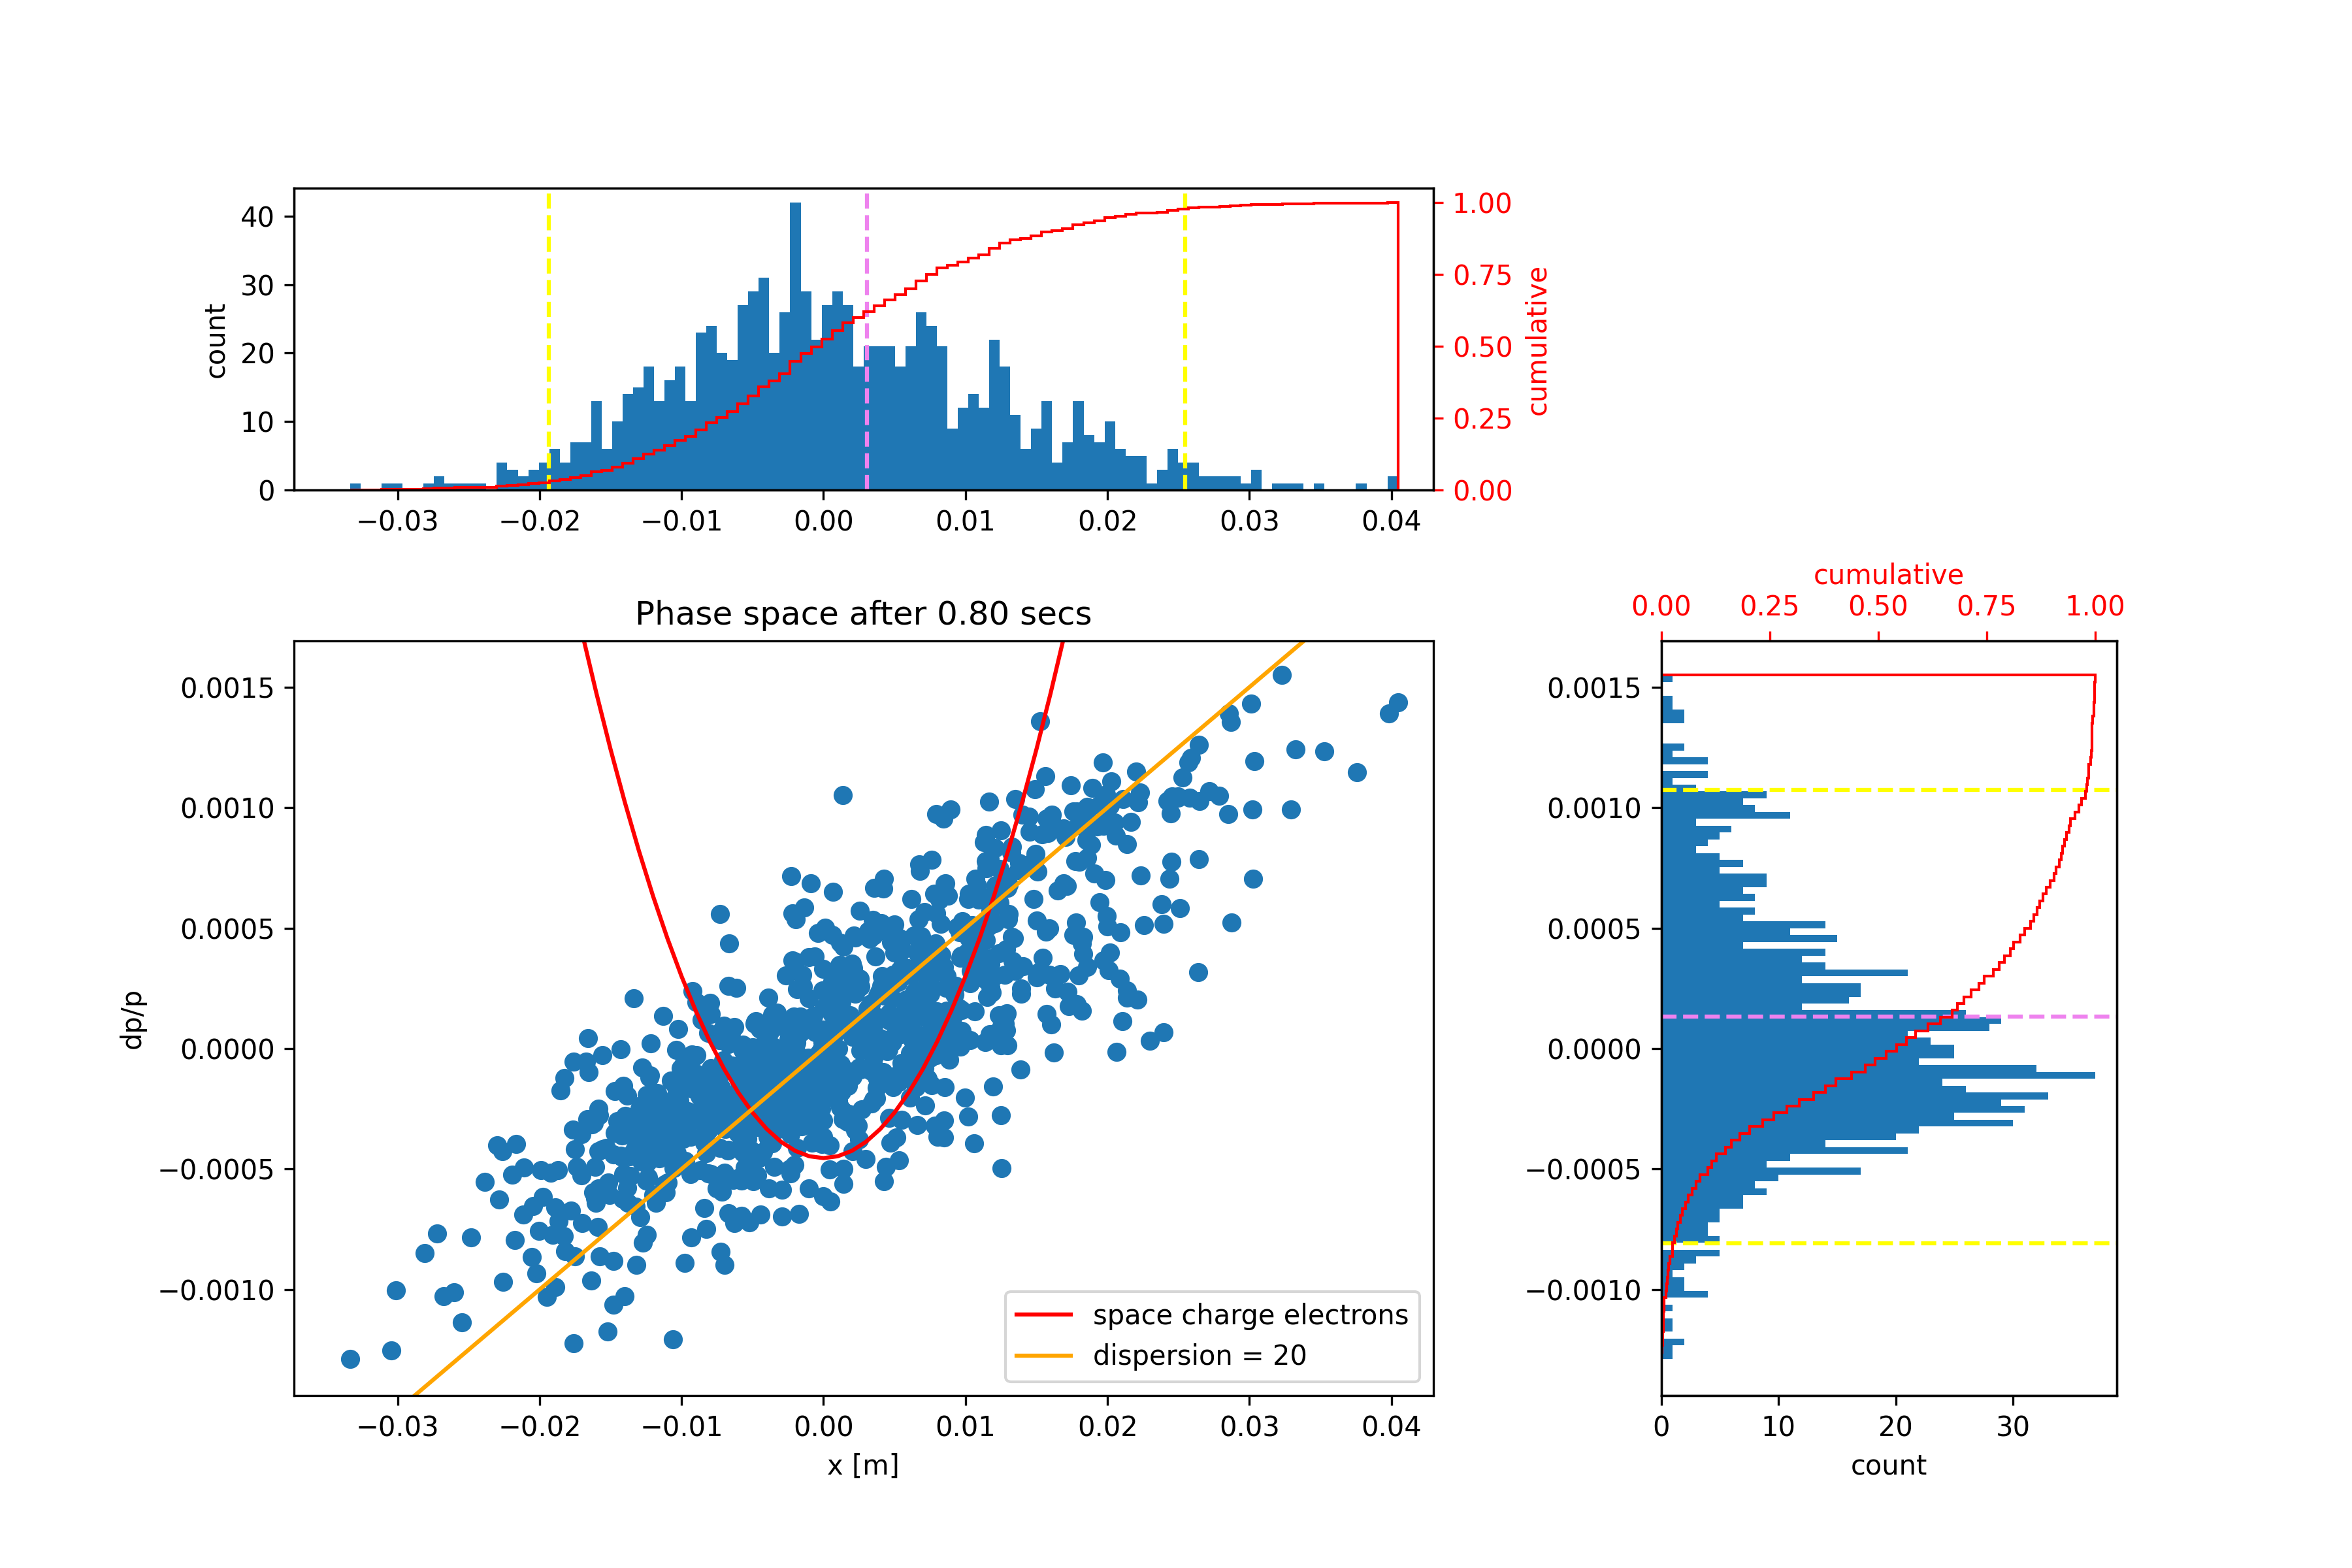 40
30
20
10
0
count
1.00
0.75
0.50
0.25
0.00
cumulative
−0.03 −0.02 −0.01 0.00 0.01 0.02 0.03 0.04
Phase space after 0.80 secs
0.0015
0.0010
0.0005
0.0000
−0.0005
−0.0010
dp/p
space charge electrons
dispersion = 20
−0.03 −0.02 −0.01 0.00 0.01 0.02 0.03 0.04
x [m]
cumulative
0.00 0.25 0.50 0.75 1.00
0.0015
0.0010
0.0005
0.0000
−0.0005
−0.0010
0 10 20 30
count